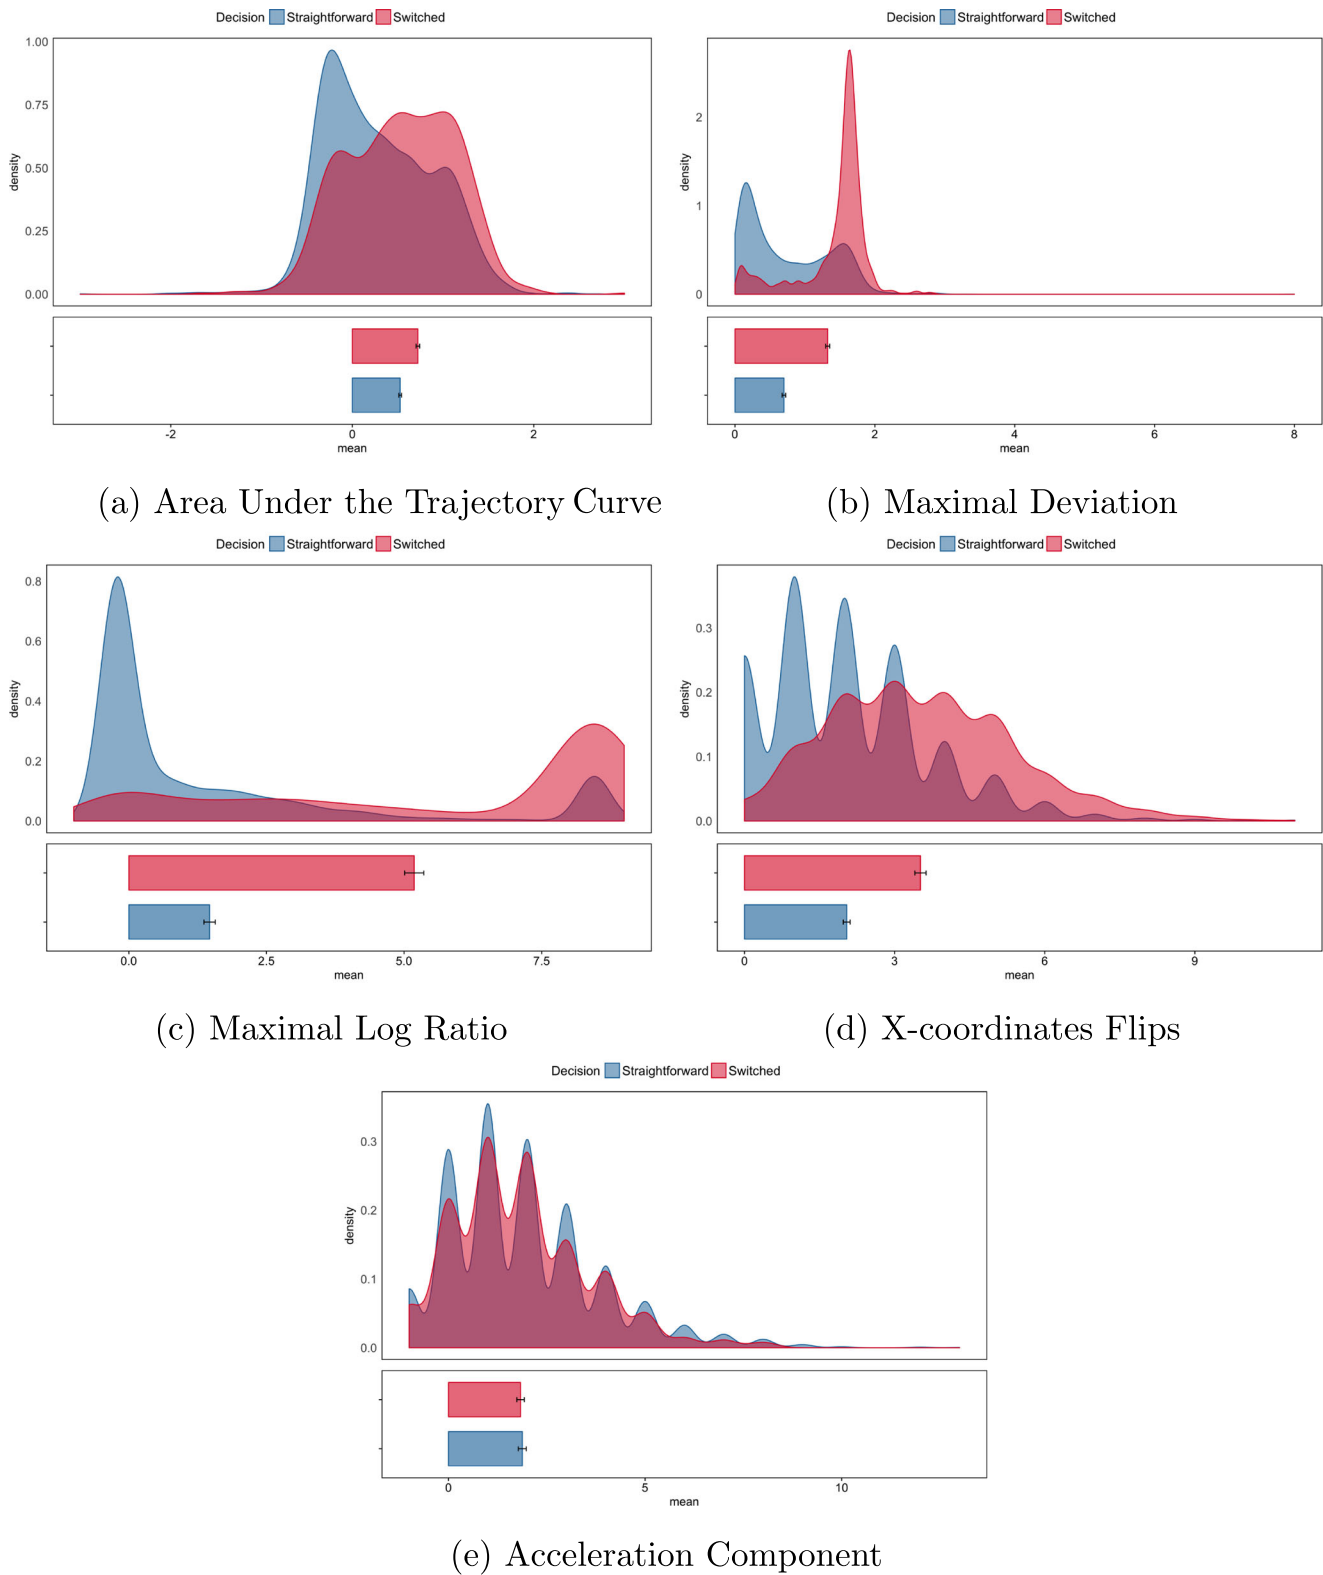 Decision Straightforward Switched
density
1.00
0.75
0.50
0.25
0.00
-2 0 2
mean
(a) Area Under the Trajectory Curve
Decision Straightforward Switched
density
2
1
0
0 2 4 6 8
mean
(b) Maximal Deviation
Decision Straightforward Switched
density
0.8
0.6
0.4
0.2
0.0
0.0 2.5 5.0 7.5
mean
(c) Maximal Log Ratio
Decision Straightforward Switched
density
0.3
0.2
0.1
0.0
0 3 6 9
mean
(d) X-coordinates Flips
Decision Straightforward Switched
density
0.3
0.2
0.1
0.0
0 5 10
mean
(e) Acceleration Component